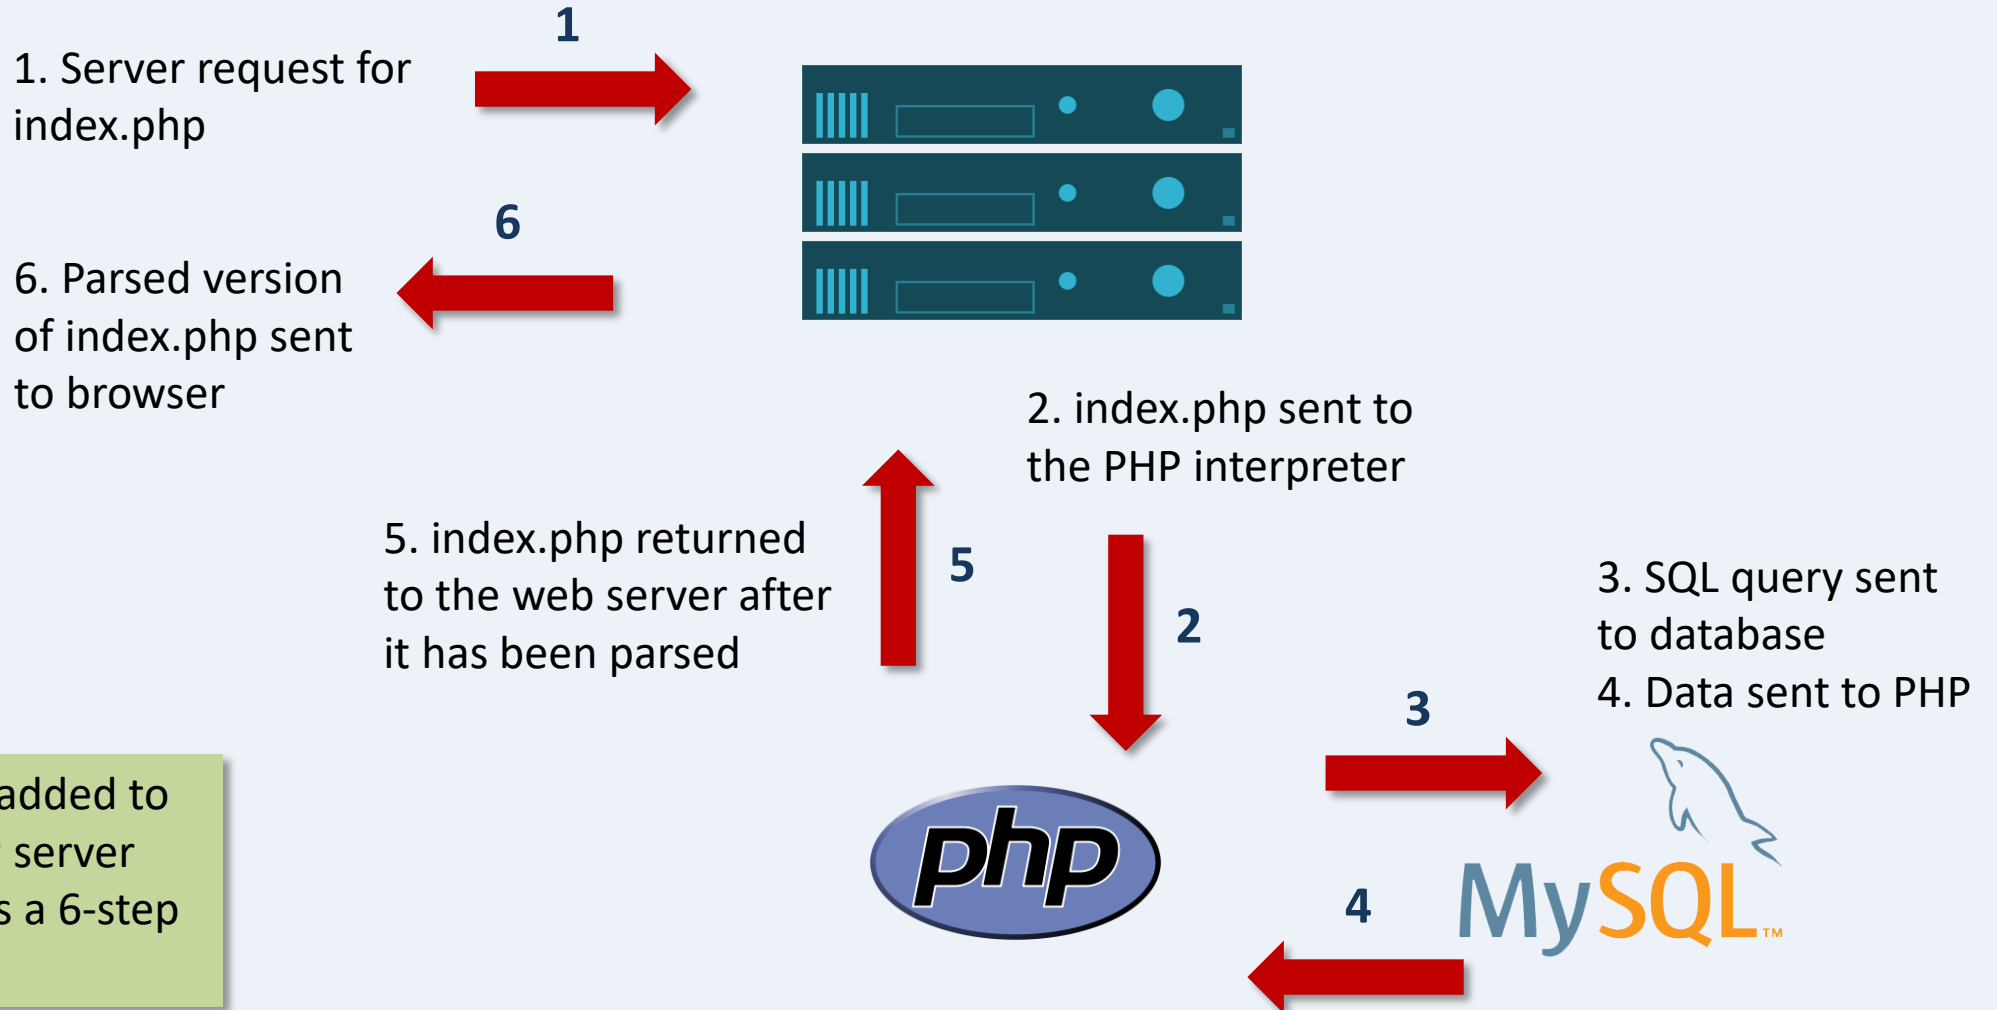 1
1. Server request for
index.php
6
6. Parsed version
of index.php sent
to browser
2. index.php sent to
the PHP interpreter
5. index.php returned
to the web server after
it has been parsed
5
2
3. SQL query sent
to database
4. Data sent to PHP
3
added to
server
s a 6-step
php
4
MySQL™